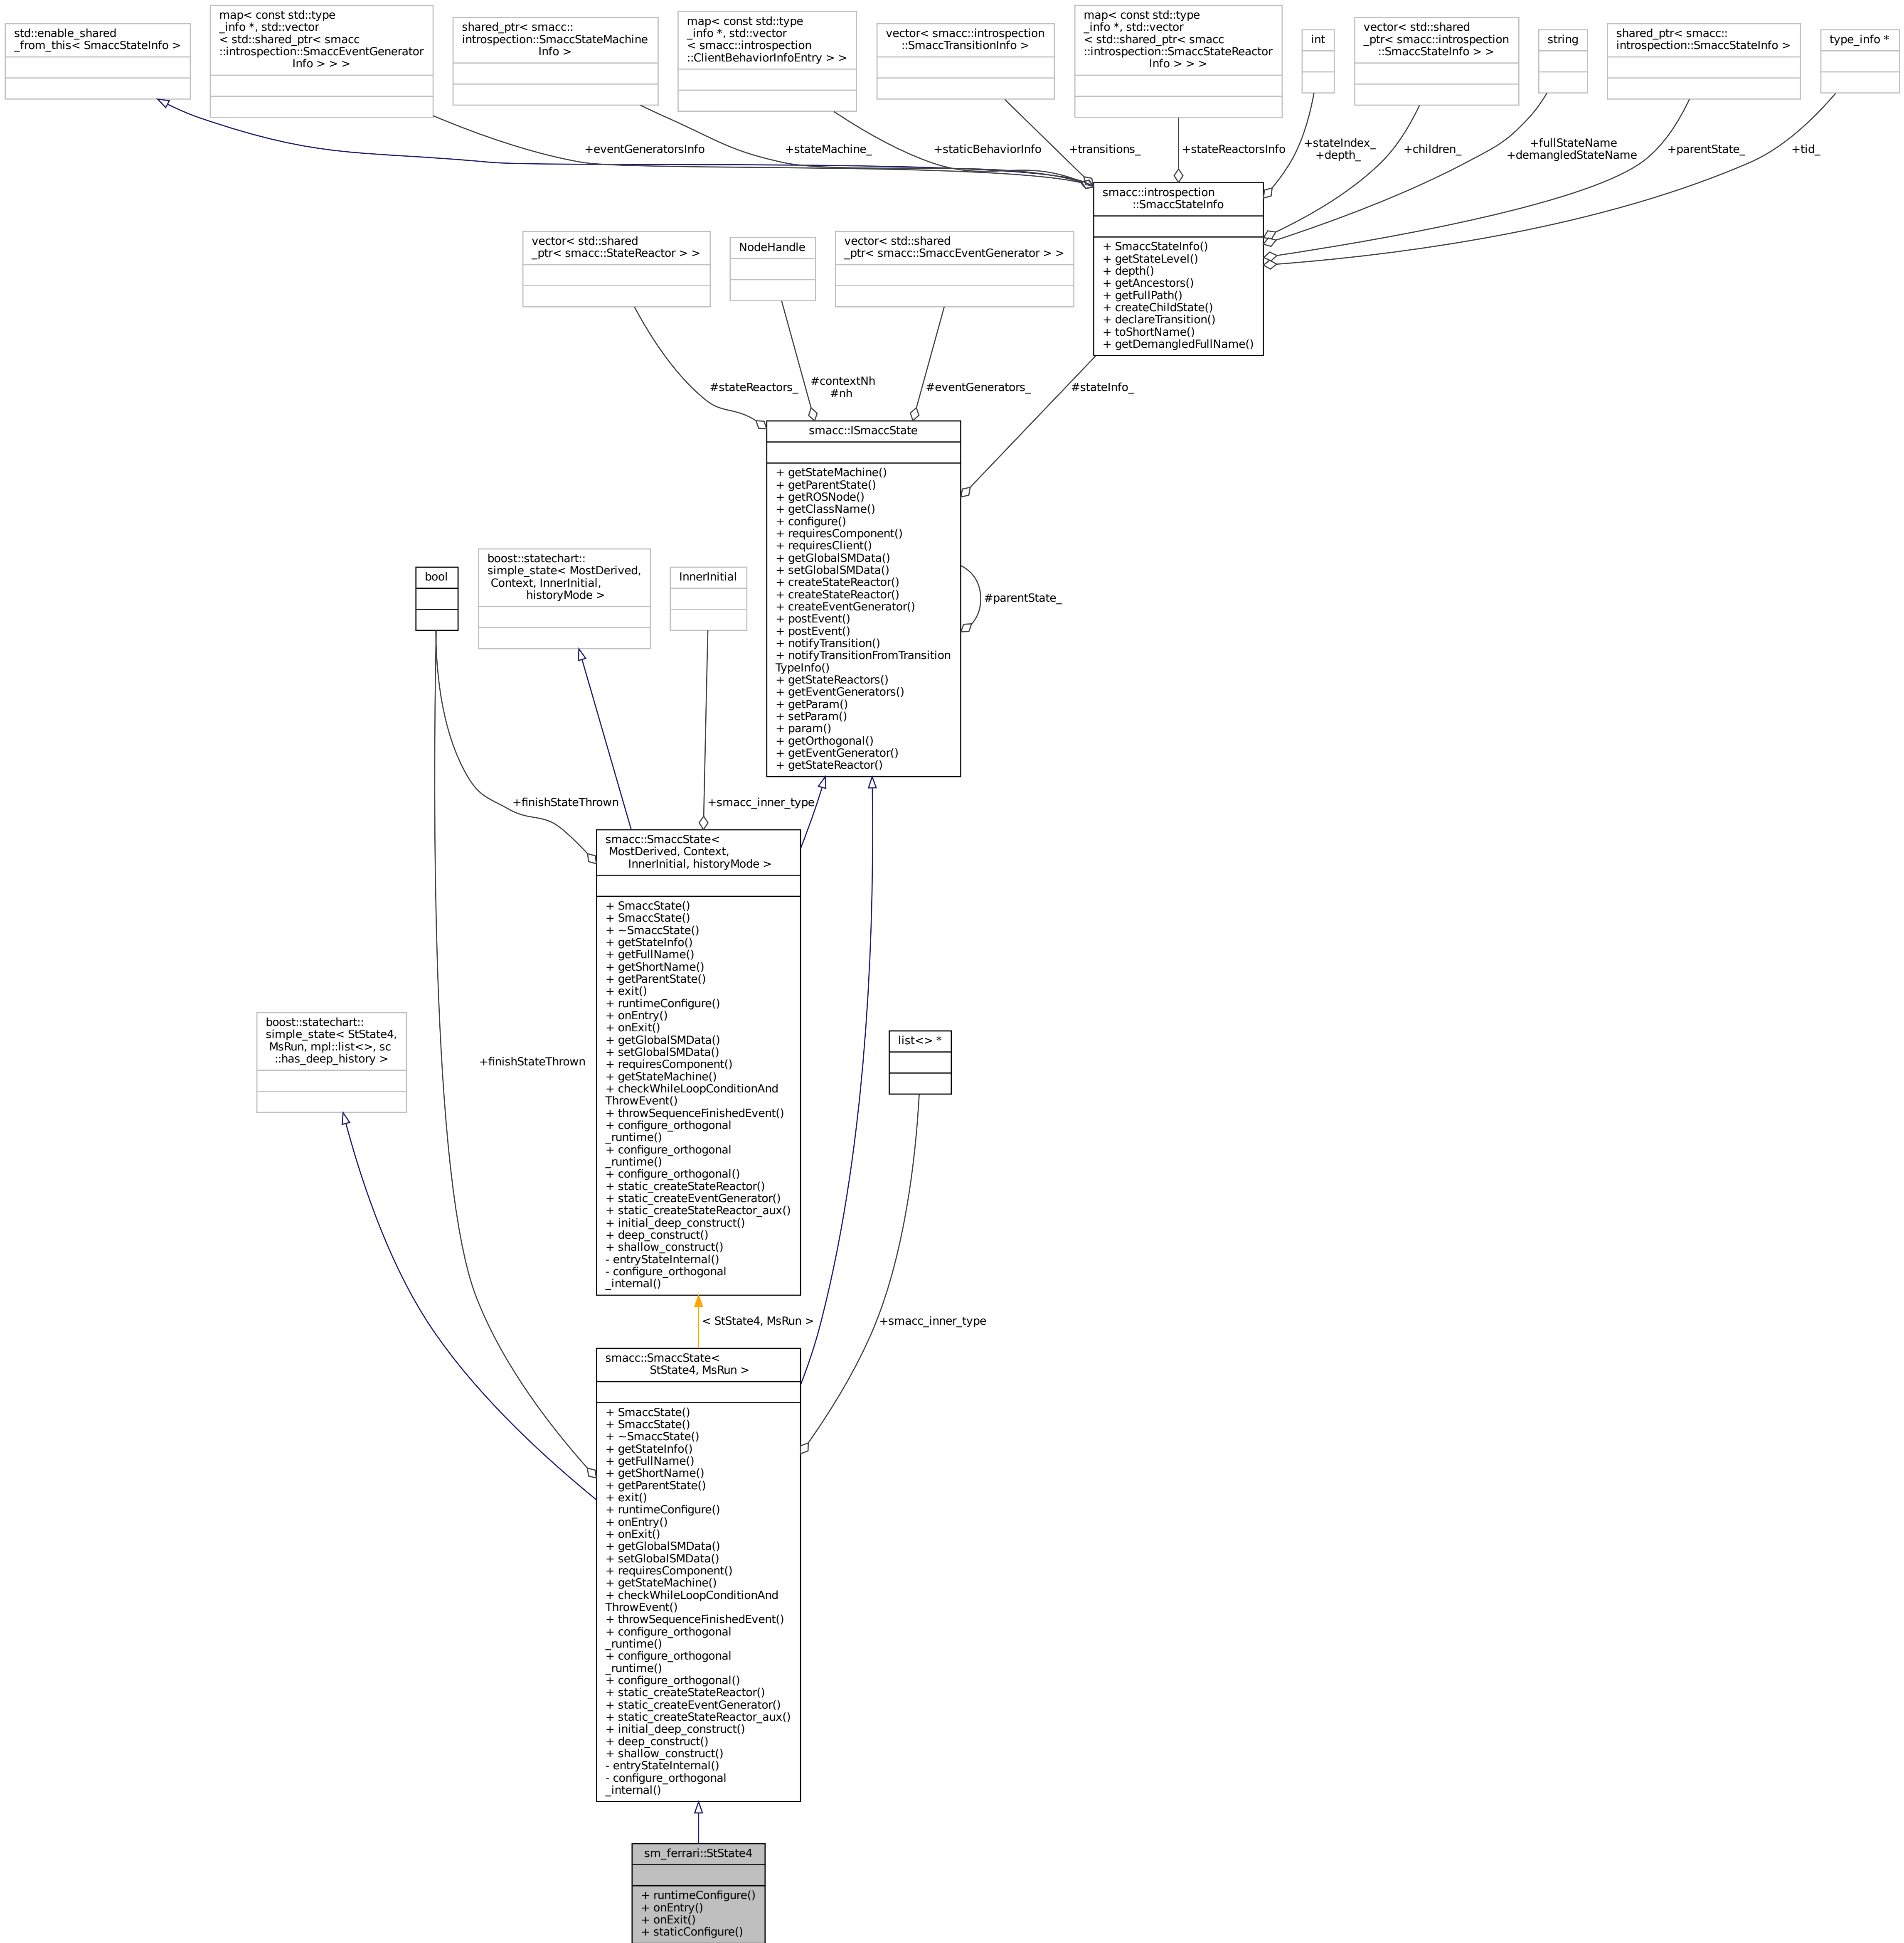 std::enable_shared
_from_this< SmaccStateInfo >
map< const std::type
_info *, std::vector
< std::shared_ptr< smacc
::introspection::SmaccEventGenerator
Info > > >
shared_ptr< smacc::
introspection::SmaccStateMachine
Info >
map< const std::type
_info *, std::vector
< smacc::introspection
::ClientBehaviorInfoEntry > >
vector< smacc::introspection
::SmaccTransitionInfo >
map< const std::type
_info *, std::vector
< std::shared_ptr< smacc
::introspection::SmaccStateReactor
Info > > >
int
vector< std::shared
_ptr< smacc::introspection
::SmaccStateInfo > >
string
shared_ptr< smacc::
introspection::SmaccStateInfo >
type_info *
+eventGeneratorsInfo
+stateMachine_
+staticBehaviorInfo
+transitions_
+stateReactorsInfo
+stateIndex_
+depth_
+children_
+fullStateName
+demangledStateName
+parentState_
+tid_
smacc::introspection
::SmaccStateInfo
+ SmaccStateInfo()
+ getStateLevel()
+ depth()
+ getAncestors()
+ getFullPath()
+ createChildState()
+ declareTransition()
+ toShortName()
+ getDemangledFullName()
vector< std::shared
_ptr< smacc::StateReactor > >
NodeHandle
vector< std::shared
_ptr< smacc::SmaccEventGenerator > >
#stateReactors_
#contextNh
#nh
#eventGenerators_
#stateInfo_
smacc::ISmaccState
+ getStateMachine()
+ getParentState()
+ getROSNode()
+ getClassName()
+ configure()
+ requiresComponent()
+ requiresClient()
+ getGlobalSMData()
+ setGlobalSMData()
+ createStateReactor()
+ createStateReactor()
+ createEventGenerator()
+ postEvent()
+ postEvent()
+ notifyTransition()
+ notifyTransitionFromTransition
TypeInfo()
+ getStateReactors()
+ getEventGenerators()
+ getParam()
+ setParam()
+ param()
+ getOrthogonal()
+ getEventGenerator()
+ getStateReactor()
#parentState_
bool
boost::statechart::
simple_state< MostDerived,
Context, InnerInitial,
historyMode >
InnerInitial
+finishStateThrown
+smacc_inner_type
smacc::SmaccState<
MostDerived, Context,
InnerInitial, historyMode >
+ SmaccState()
+ SmaccState()
+ ~SmaccState()
+ getStateInfo()
+ getFullName()
+ getShortName()
+ getParentState()
+ exit()
+ runtimeConfigure()
+ onEntry()
+ onExit()
+ getGlobalSMData()
+ setGlobalSMData()
+ requiresComponent()
+ getStateMachine()
+ checkWhileLoopConditionAnd
ThrowEvent()
+ throwSequenceFinishedEvent()
+ configure_orthogonal
_runtime()
+ configure_orthogonal
_runtime()
+ configure_orthogonal()
+ static_createStateReactor()
+ static_createEventGenerator()
+ static_createStateReactor_aux()
+ initial_deep_construct()
+ deep_construct()
+ shallow_construct()
- entryStateInternal()
- configure_orthogonal
_internal()
boost::statechart::
simple_state< StState4,
MsRun, mpl::list<>, sc
::has_deep_history >
+finishStateThrown
list<> *
< StState4, MsRun >
+smacc_inner_type
smacc::SmaccState<
StState4, MsRun >
+ SmaccState()
+ SmaccState()
+ ~SmaccState()
+ getStateInfo()
+ getFullName()
+ getShortName()
+ getParentState()
+ exit()
+ runtimeConfigure()
+ onEntry()
+ onExit()
+ getGlobalSMData()
+ setGlobalSMData()
+ requiresComponent()
+ getStateMachine()
+ checkWhileLoopConditionAnd
ThrowEvent()
+ throwSequenceFinishedEvent()
+ configure_orthogonal
_runtime()
+ configure_orthogonal
_runtime()
+ configure_orthogonal()
+ static_createStateReactor()
+ static_createEventGenerator()
+ static_createStateReactor_aux()
+ initial_deep_construct()
+ deep_construct()
+ shallow_construct()
- entryStateInternal()
- configure_orthogonal
_internal()
sm_ferrari::StState4
+ runtimeConfigure()
+ onEntry()
+ onExit()
+ staticConfigure()